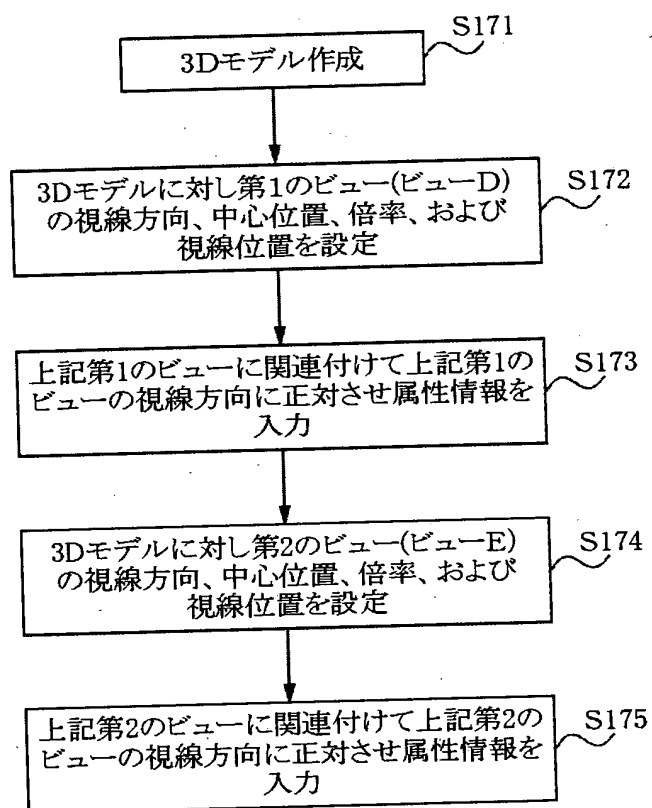 S171
3Dモデル作成
S172
3Dモデルに対し第1のビュー(ビューD)
の視線方向、中心位置、倍率、および
視線位置を設定
S173
上記第1のビューに関連付けて上記第1の
ビューの視線方向に正対させ属性情報を
入力
S174
3Dモデルに対し第2のビュー(ビューE)
の視線方向、中心位置、倍率、および
視線位置を設定
S175
上記第2のビューに関連付けて上記第2の
ビューの視線方向に正対させ属性情報を
入力